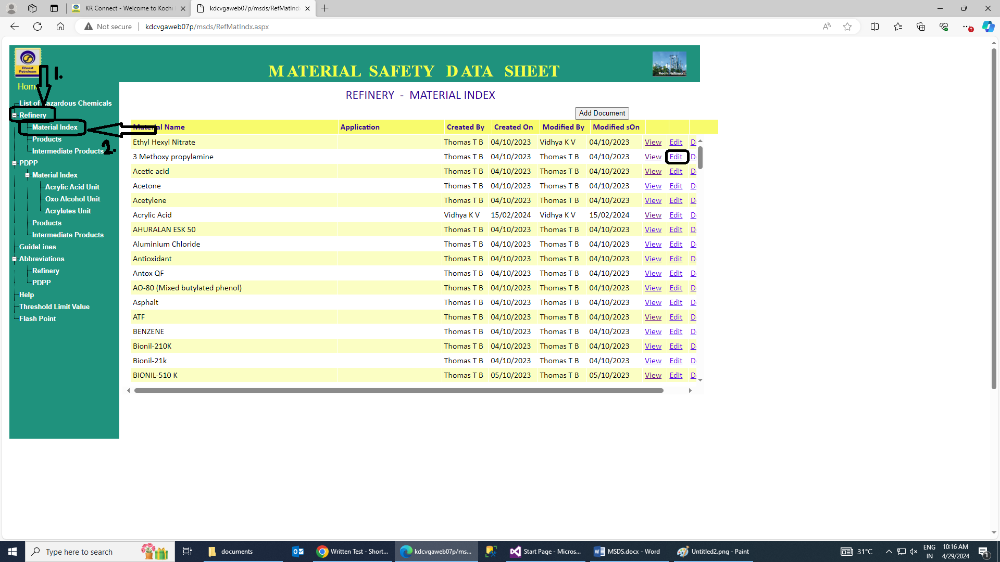 KR Connect - Welcome to Kochi
kdcvgaweb07p/msds/RefMatInd
Not secure
kdcvgaweb07p/msds/RefMatIndx.aspx
Bharat
Petroleum
MATERIAL SAFETY DATA SHEET
Kochi Refinery
1.
Hom
REFINERY - MATERIAL INDEX
List of azardous Chemicals
Refinery
Material Index
Products
Intermediate Products
2.
PDPP
Material Index
Acrylic Acid Unit
Oxo Alcohol Unit
Acrylates Unit
Products
Intermediate Products
GuideLines
Abbreviations
Refinery
PDPP
Help
Threshold Limit Value
Flash Point
Add Document
Material Name Application Created By Created On Modified By Modified sOn
Ethyl Hexyl Nitrate Thomas T B 04/10/2023 Vidhya K V 04/10/2023 View Edit D
3 Methoxy propylamine Thomas T B 04/10/2023 Thomas T B 04/10/2023 View Edit D
Acetic acid Thomas T B 04/10/2023 Thomas T B 04/10/2023 View Edit D
Acetone Thomas T B 04/10/2023 Thomas T B 04/10/2023 View Edit D
Acetylene Thomas T B 04/10/2023 Thomas T B 04/10/2023 View Edit D
Acrylic Acid Vidhya K V 15/02/2024 Vidhya K V 15/02/2024 View Edit D
AHURALAN ESK 50 Thomas T B 04/10/2023 Thomas T B 04/10/2023 View Edit D
Aluminium Chloride Thomas T B 04/10/2023 Thomas T B 04/10/2023 View Edit D
Antioxidant Thomas T B 04/10/2023 Thomas T B 04/10/2023 View Edit D
Antox QF Thomas T B 04/10/2023 Thomas T B 04/10/2023 View Edit D
AO-80 (Mixed butylated phenol) Thomas T B 04/10/2023 Thomas T B 04/10/2023 View Edit D
Asphalt Thomas T B 04/10/2023 Thomas T B 04/10/2023 View Edit D
ATF Thomas T B 04/10/2023 Thomas T B 04/10/2023 View Edit D
BENZENE Thomas T B 04/10/2023 Thomas T B 04/10/2023 View Edit D
Bionil-210K Thomas T B 04/10/2023 Thomas T B 04/10/2023 View Edit D
Bionil-21k Thomas T B 04/10/2023 Thomas T B 04/10/2023 View Edit D
BIONIL-510 K Thomas T B 05/10/2023 Thomas T B 05/10/2023 View Edit D
Type here to search
documents
Written Test - Short...
kdcvgaweb07p/ms...
Start Page - Micros...
MSDS.docx - Word
Untitled2.png - Paint
31°C
ENG
IN
10:16 AM
4/29/2024
1